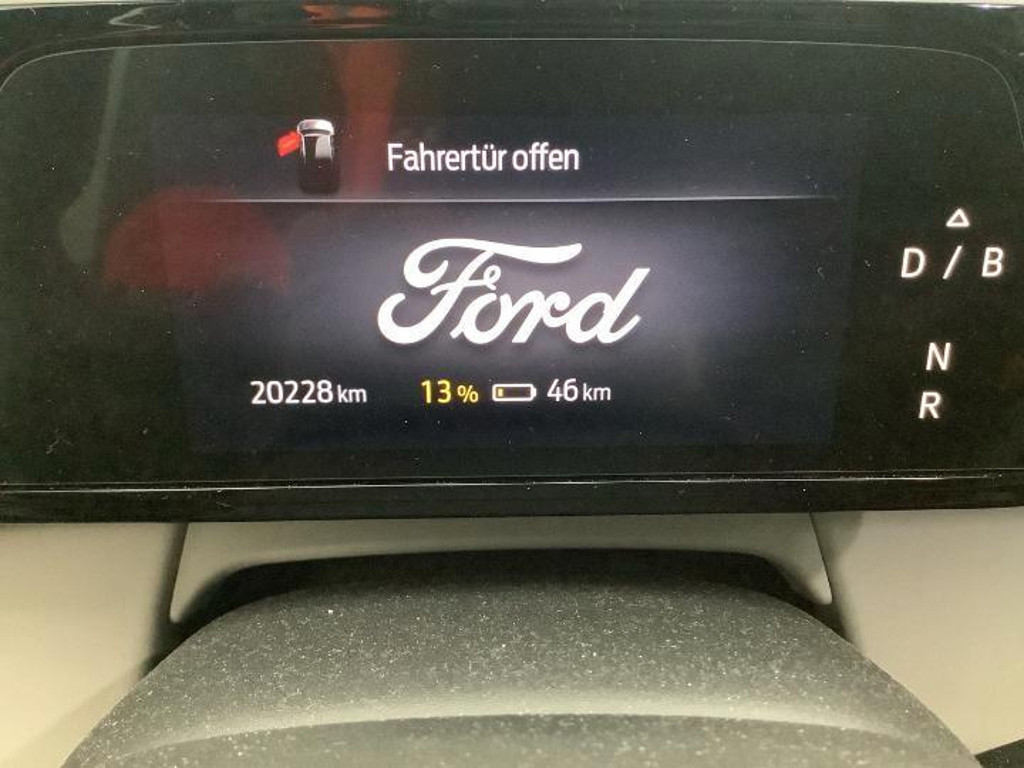 Fahrertür offen
Ford
20228 km 13 % 46 km
D / B
N
R